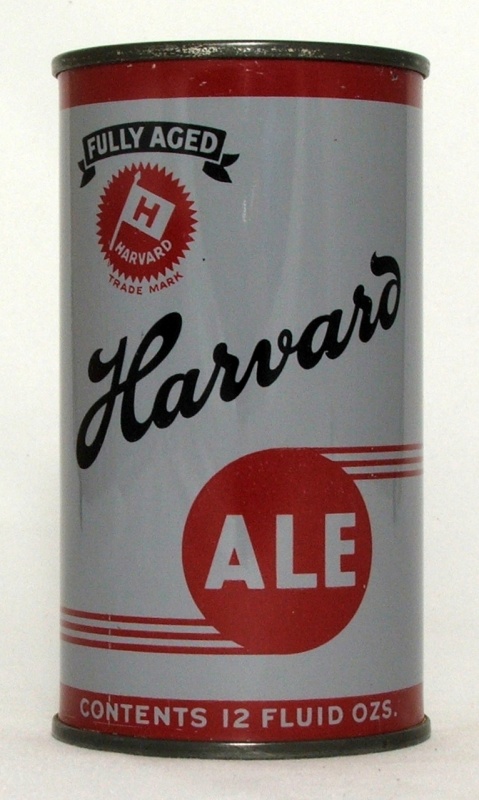 FULLY AGED
H
HARVARD
TRADE MARK
Harvard
ALE
CONTENTS 12 FLUID OZS.